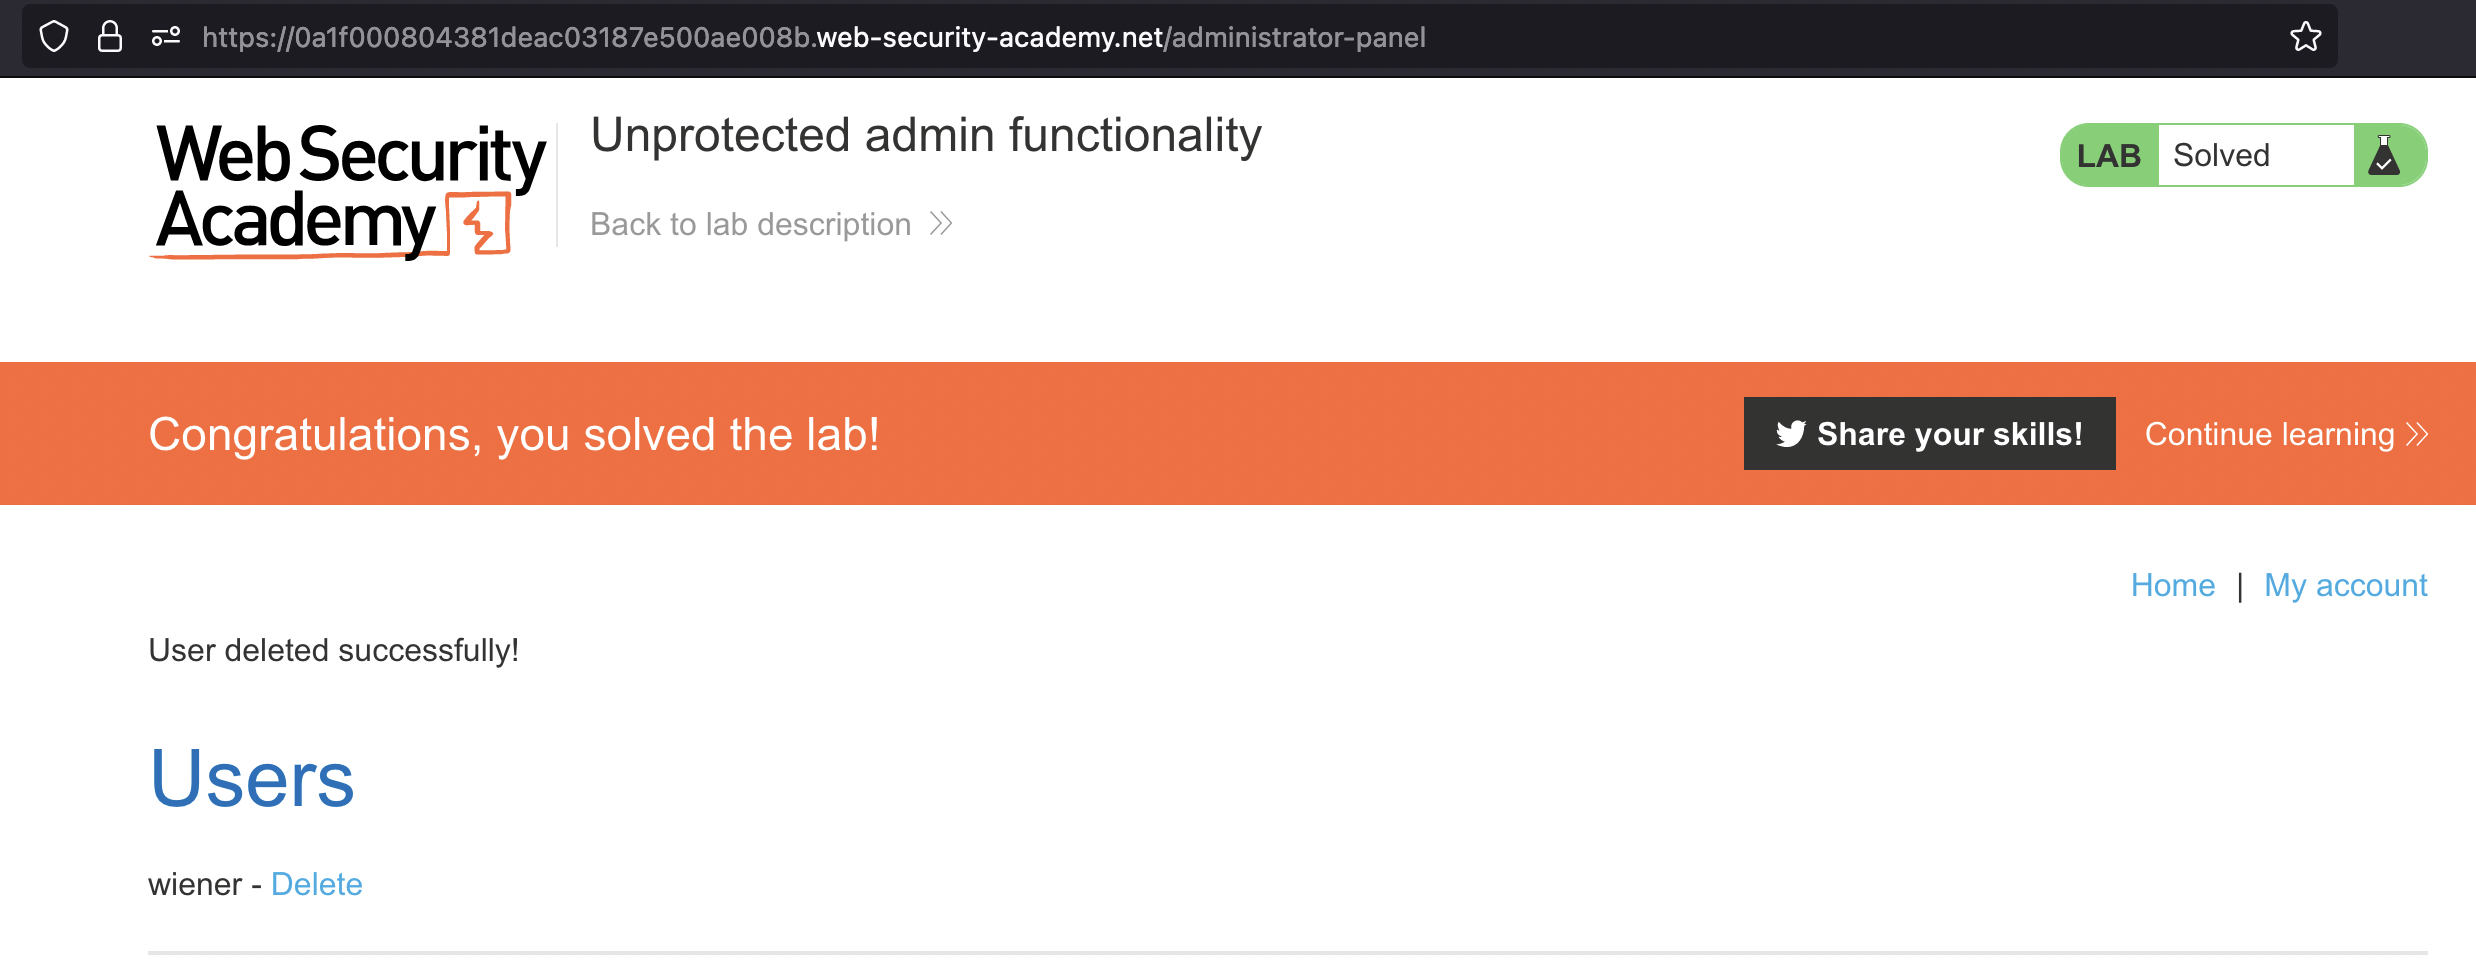 https://0a1f000804381deac03187e500ae008b.web-security-academy.net/administrator-panel
Web Security
Academy
Unprotected admin functionality
Back to lab description
LAB Solved
Congratulations, you solved the lab!
Share your skills!
Continue learning
Home | My account
User deleted successfully!
Users
wiener - Delete